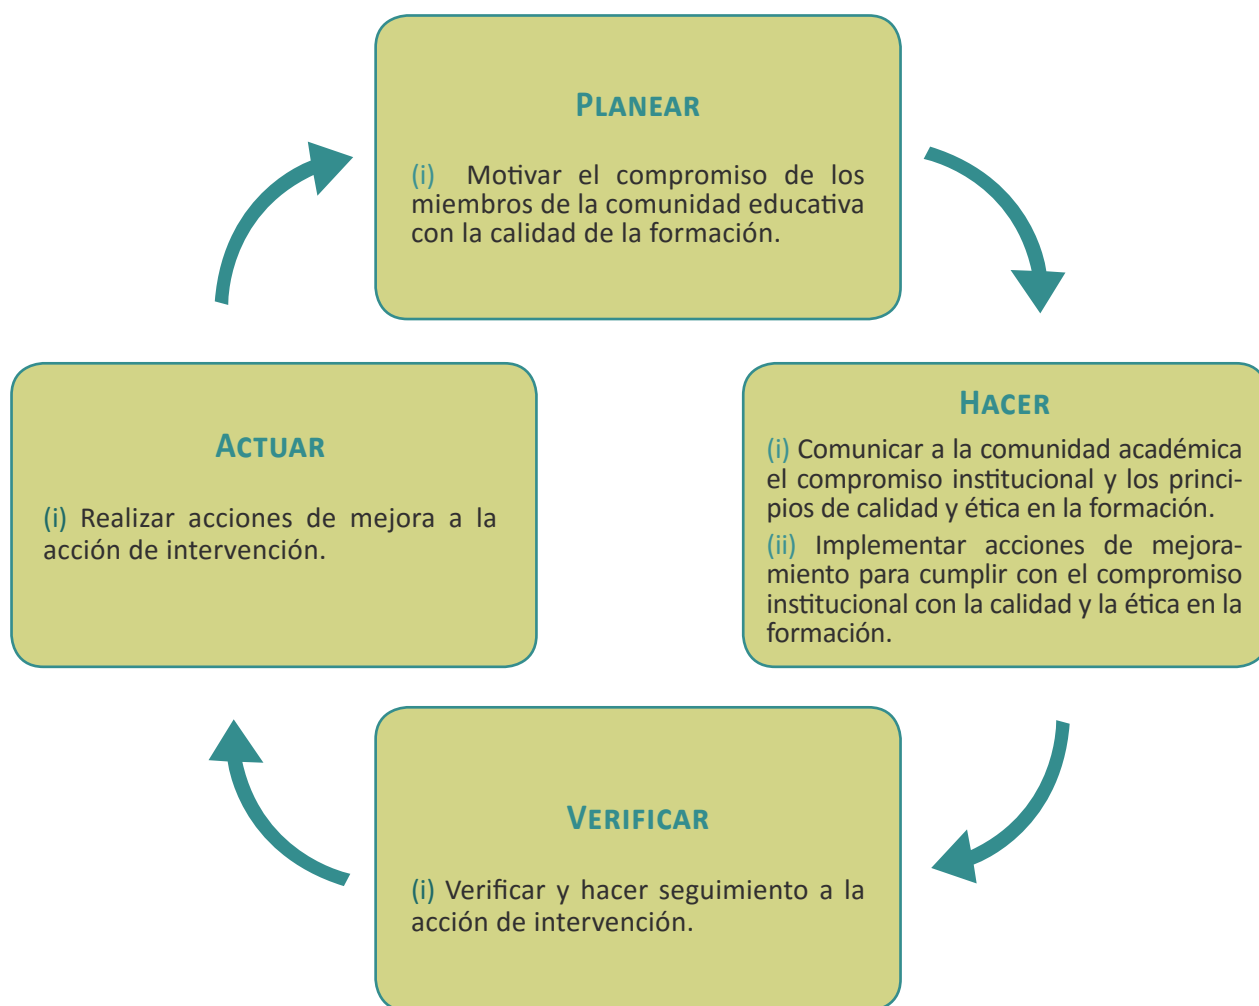 PLANEAR
(i) Motivar el compromiso de los
miembros de la comunidad educativa
con la calidad de la formación.
HACER
(i) Comunicar a la comunidad académica
el compromiso institucional y los princi-
pios de calidad y ética en la formación.
(ii) Implementar acciones de mejora-
miento para cumplir con el compromiso
institucional con la calidad y la ética en la
formación.
VERIFICAR
(i) Verificar y hacer seguimiento a la
acción de intervención.
ACTUAR
(i) Realizar acciones de mejora a la
acción de intervención.